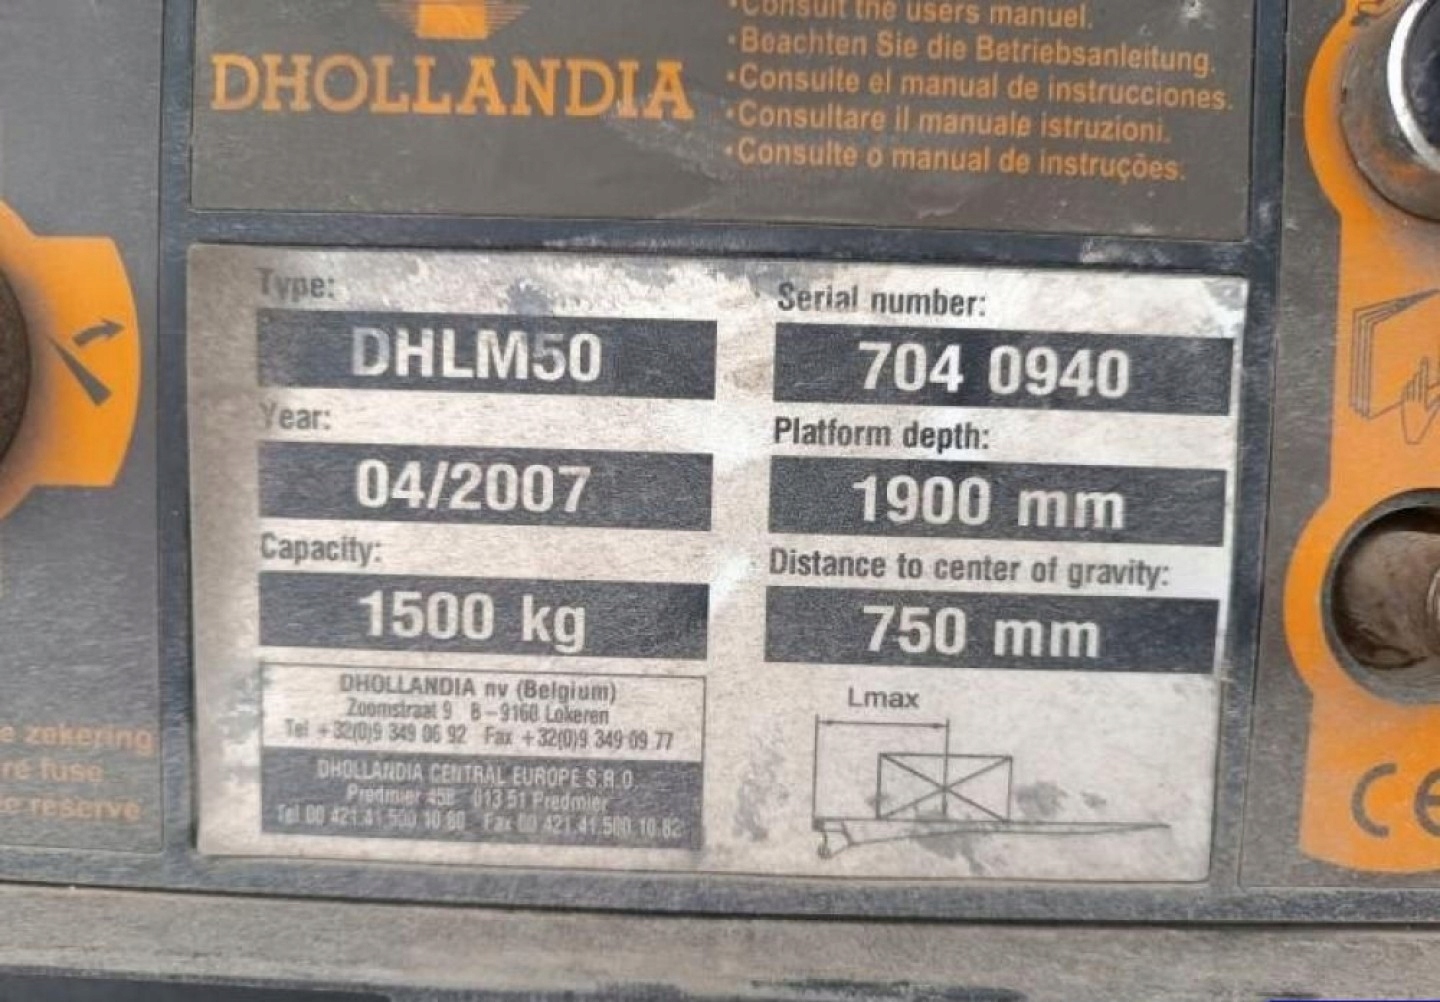 DHOLLANDIA
•Consult the users manuel.
•Beachten Sie die Betriebsanleitung.
•Consulte el manual de instrucciones.
•Consultare il manuale istruzioni.
•Consulte o manual de instruções.
Type:
DHLM50
Serial number:
704 0940
Year:
04/2007
Platform depth:
1900 mm
Capacity:
1500 kg
Distance to center of gravity:
750 mm
DHOLLANDIA nv (Belgium)
Zoomstraat 9 B-9160 Lokeren
Tel +32(0)9 349 06 92 Fax +32(0)9 349 09 77
DHOLLANDIA CENTRAL EUROPE S.R.O.
Predmier 458 013 51 Predmier
Tel 00 421.41.500.10.80 Fax 00 421.41.500.10.82
Lmax
zekering
fuse
réserve
CE